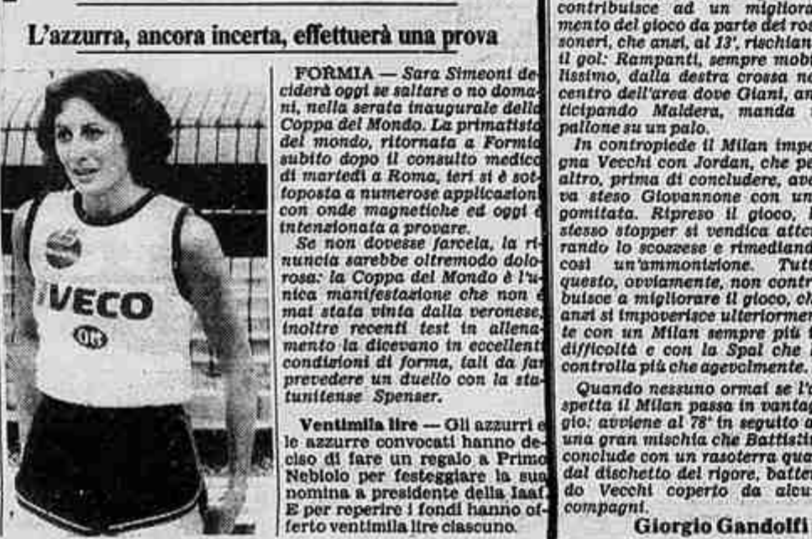 L'azzurra, ancora incerta, effettuerà una prova
IVECO
OM
FORMIA — Sara Simeoni de-
ciderà oggi se saltare o no doma-
ni, nella serata inaugurale della
Coppa del Mondo. La primatista
del mondo, ritornata a Formia
subito dopo il consulto medico
di martedì a Roma, ieri si è sot-
toposta a numerose applicazioni
con onde magnetiche ed oggi è
intenzionata a provare.
Se non dovesse farcela, la ri-
nuncia sarebbe oltremodo dolo-
rosa: la Coppa del Mondo è l'u-
nica manifestazione che non è
mai stata vinta dalla veronese,
inoltre recenti test in allena-
mento la dicevano in eccellenti
condizioni di forma, tali da far
prevedere un duello con la sta-
tunitense Spenser.
Ventimila lire — Gli azzurri e
le azzurre convocati hanno de-
ciso di fare un regalo a Primo
Nebiolo per festeggiare la sua
nomina a presidente della Iaaf.
E per reperire i fondi hanno of-
ferto ventimila lire ciascuno.
contribuisce ad un migliora-
mento del gioco da parte dei ros
soneri, che anzi, al 13', rischian
il gol: Rampanti, sempre mobi
lissimo, dalla destra crossa n
centro dell'area dove Giani, an
ticipando Maldera, manda
pallone su un palo.
In contropiede il Milan impe
gna Vecchi con Jordan, che pe
altro, prima di concludere, ave
va steso Giovannone con un
gomitata. Ripreso il gioco,
stesso stopper si vendica atter
rando lo scozzese e rimediand
così un'ammonizione. Tutt
questo, ovviamente, non contr
buisce a migliorare il gioco, ch
anzi si impoverisce ulteriormen
te con un Milan sempre più i
difficoltà e con la Spal che
controlla più che agevolmente.
Quando nessuno ormai se l'a
spetta il Milan passa in vantag
gio: avviene al 78' in seguito a
una gran mischia che Battisti
conclude con un rasoterra qua
dal dischetto del rigore, batten
do Vecchi coperto da alcu
compagni.
Giorgio Gandolfi